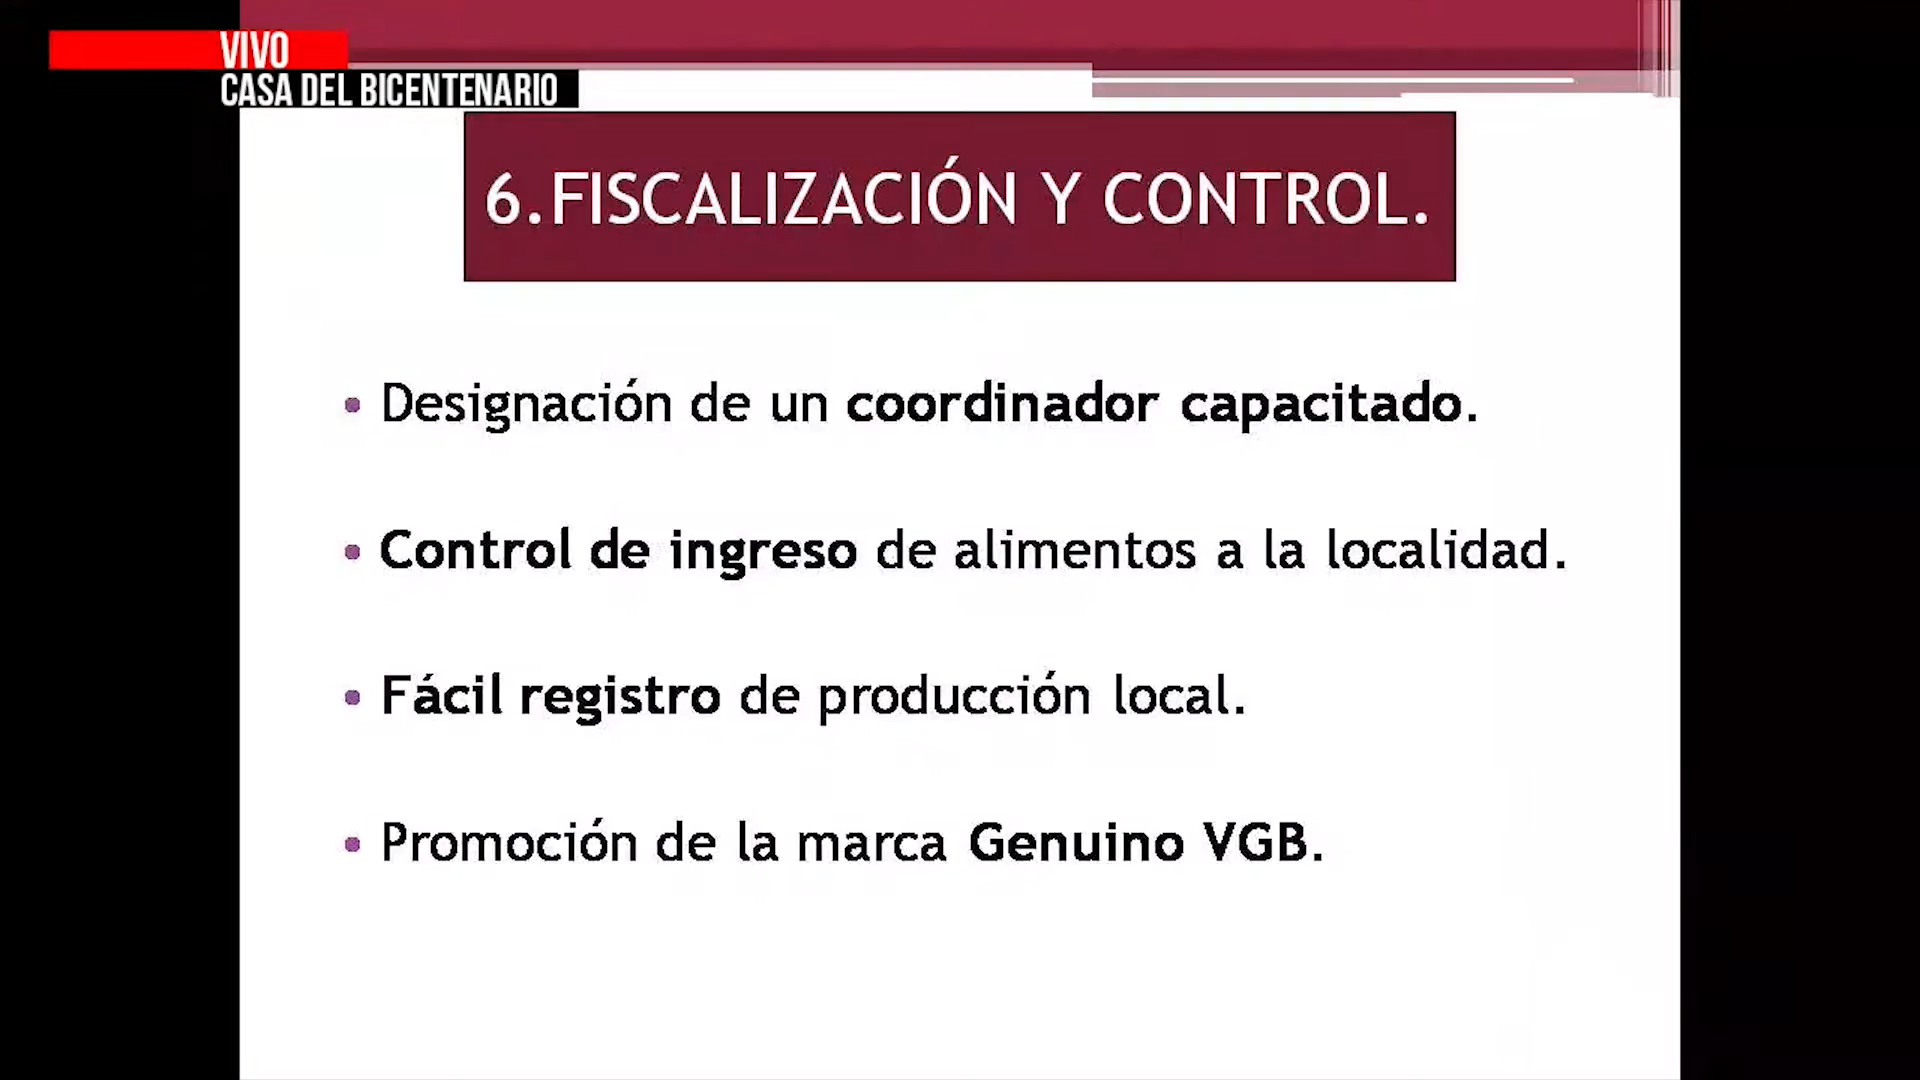 VIVO
CASA DEL BICENTENARIO
6.FISCALIZACIÓN Y CONTROL.
• Designación de un coordinador capacitado.
• Control de ingreso de alimentos a la localidad.
• Fácil registro de producción local.
• Promoción de la marca Genuino VGB.